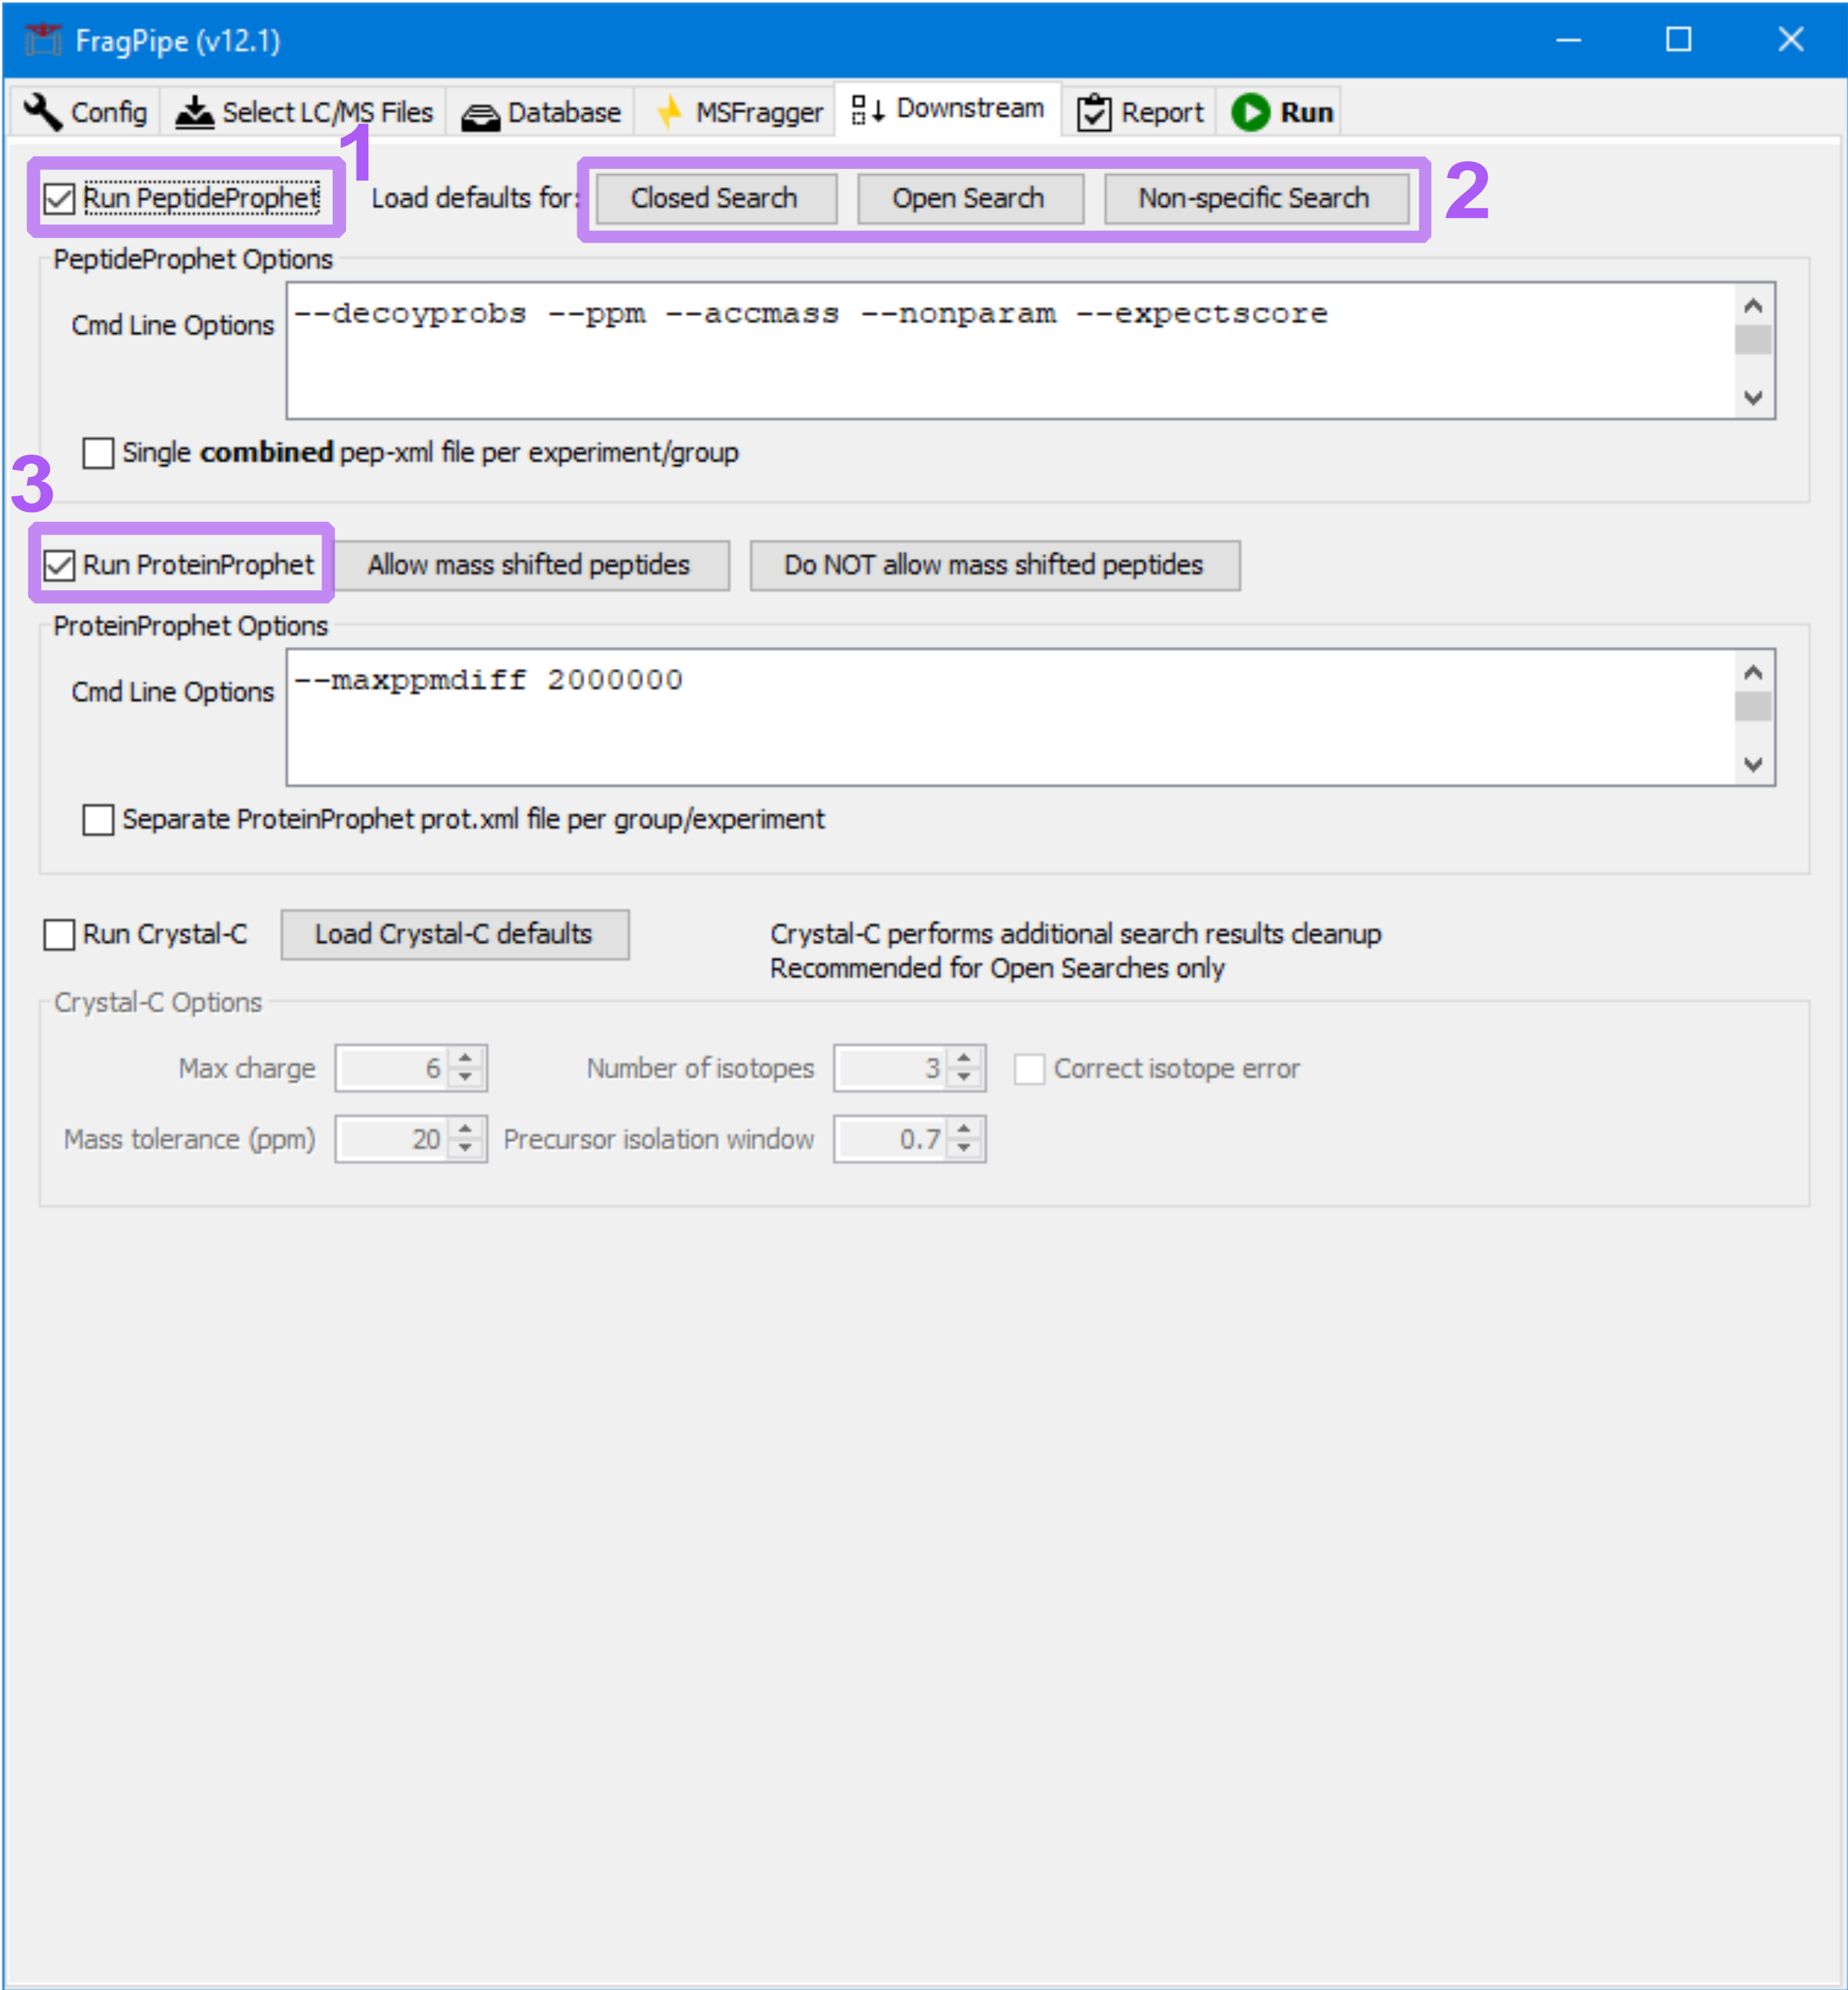 FragPipe (v12.1)
Config Select LC/MS Files Database MSFragger Downstream Report Run
1
Run PeptideProphet Load defaults for: Closed Search Open Search Non-specific Search 2
PeptideProphet Options
Cmd Line Options --decoyprobs --ppm --accmass --nonparam --expectscore
Single combined pep-xml file per experiment/group
3
Run ProteinProphet Allow mass shifted peptides Do NOT allow mass shifted peptides
ProteinProphet Options
Cmd Line Options --maxppmdiff 2000000
Separate ProteinProphet prot.xml file per group/experiment
Run Crystal-C Load Crystal-C defaults Crystal-C performs additional search results cleanup
Recommended for Open Searches only
Crystal-C Options
Max charge 6 Number of isotopes 3 Correct isotope error
Mass tolerance (ppm) 20 Precursor isolation window 0.7